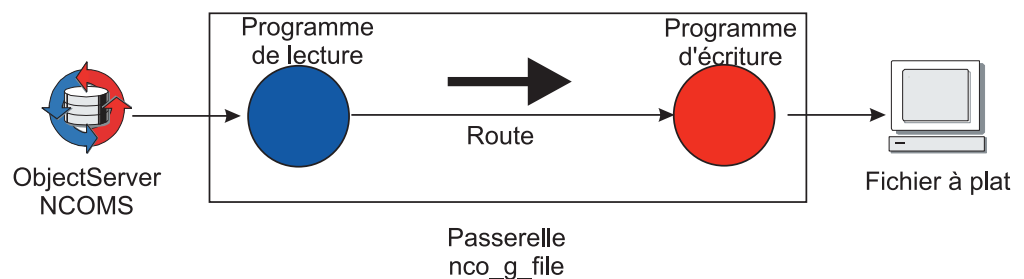 Programme
de lecture
Programme
d'écriture
Route
ObjectServer
NCOMS
Fichier à plat
Passerelle
nco_g_file